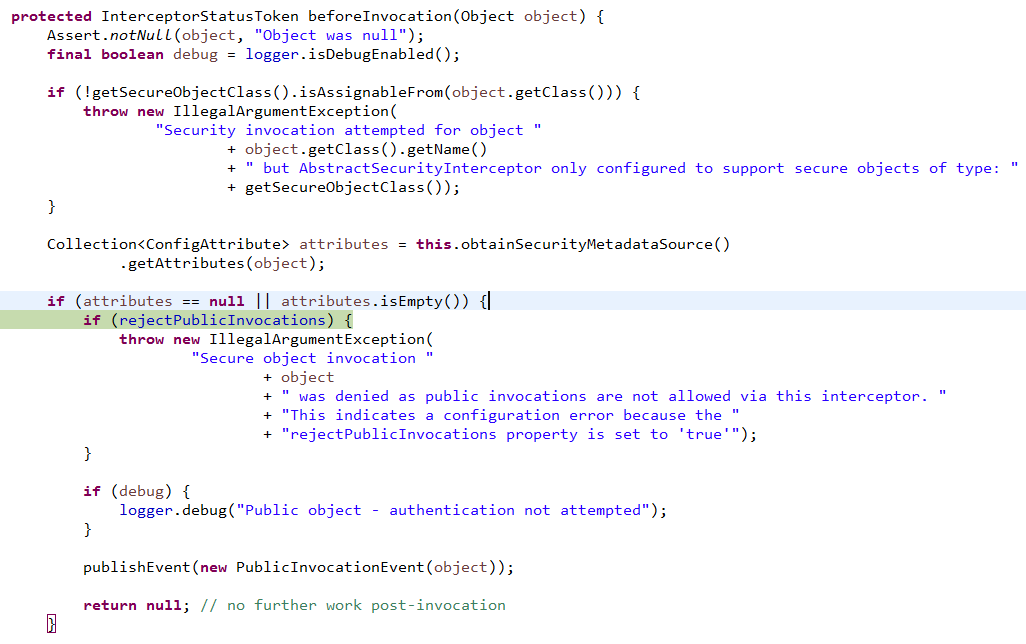 protected InterceptorStatusToken beforeInvocation(Object object) {
    Assert.notNull(object, "Object was null");
    final boolean debug = logger.isDebugEnabled();

    if (!getSecureObjectClass().isAssignableFrom(object.getClass())) {
        throw new IllegalArgumentException(
                "Security invocation attempted for object "
                        + object.getClass().getName()
                        + " but AbstractSecurityInterceptor only configured to support secure objects of type: "
                        + getSecureObjectClass());
    }

    Collection<ConfigAttribute> attributes = this.obtainSecurityMetadataSource()
            .getAttributes(object);

    if (attributes == null || attributes.isEmpty()) {
        if (rejectPublicInvocations) {
            throw new IllegalArgumentException(
                    "Secure object invocation "
                            + object
                            + " was denied as public invocations are not allowed via this interceptor. "
                            + "This indicates a configuration error because the "
                            + "rejectPublicInvocations property is set to 'true'");
        }

        if (debug) {
            logger.debug("Public object - authentication not attempted");
        }

        publishEvent(new PublicInvocationEvent(object));

        return null; // no further work post-invocation
    }